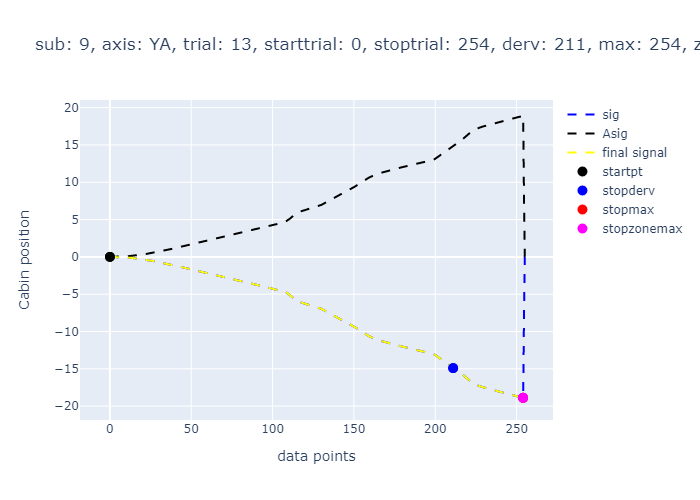 sub: 9, axis: YA, trial: 13, starttrial: 0, stoptrial: 254, derv: 211, max: 254, z
20
15
10
5
0
−5
−10
−15
−20
Cabin position
0
50
100
150
200
250
data points
sig
Asig
final signal
startpt
stopderv
stopmax
stopzonemax